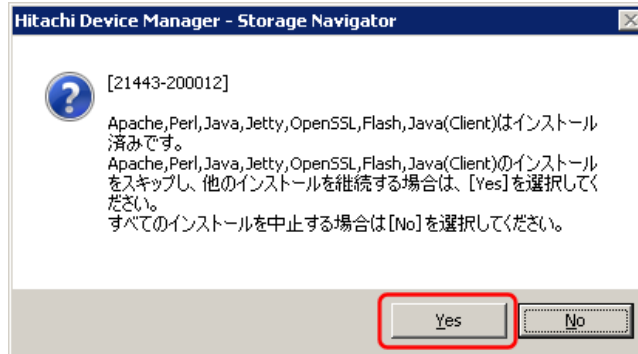 Hitachi Device Manager - Storage Navigator
[21443-200012]
Apache,Perl,Java,Jetty,OpenSSL,Flash,Java(Client)はインストール
済みです。
Apache,Perl,Java,Jetty,OpenSSL,Flash,Java(Client)のインストール
をスキップし、他のインストールを継続する場合は、[Yes]を選択してく
ださい。
すべてのインストールを中止する場合は[No]を選択してください。
Yes
No